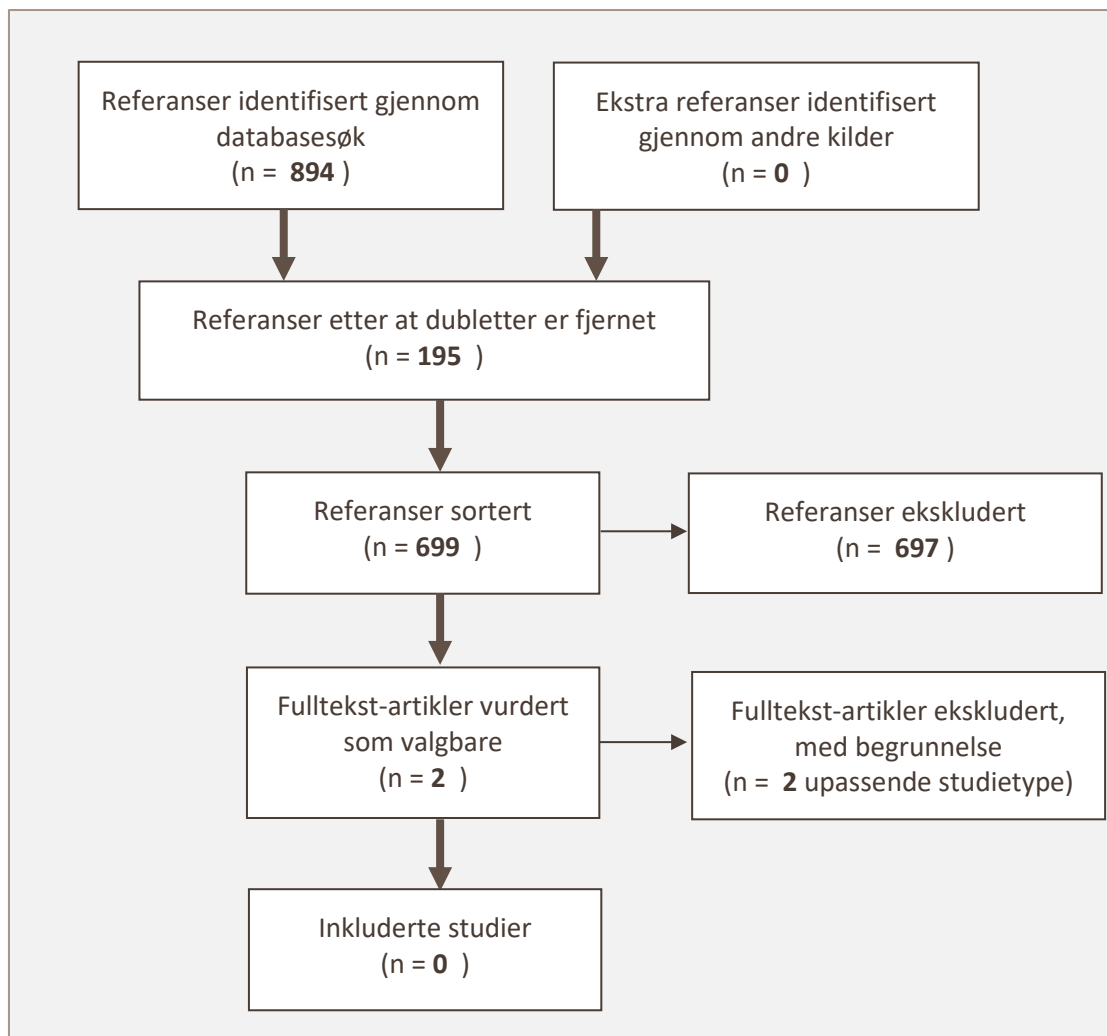 Referanser identifisert gjennom
databasesøk
(n =  894 )
Ekstra referanser identifisert
gjennom andre kilder
(n = 0  )
Referanser etter at dubletter er fjernet
(n = 195  )
Referanser sortert
(n = 699  )
Referanser ekskludert
(n =  697 )
Fulltekst-artikler vurdert
som valgbare
(n = 2  )
Fulltekst-artikler ekskludert,
med begrunnelse
(n =  2 upassende studietype)
Inkluderte studier
(n = 0  )